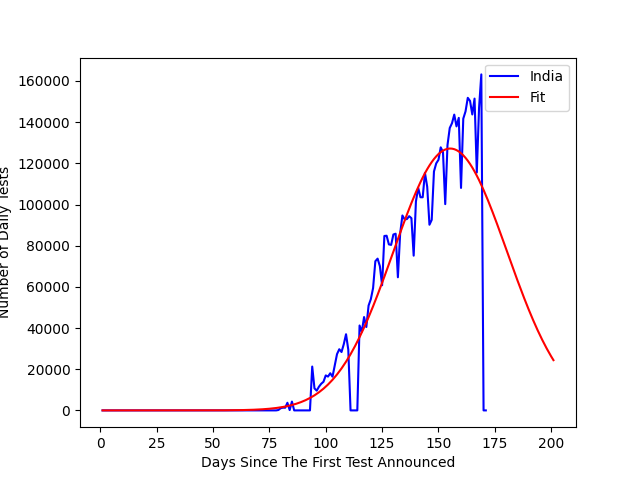 160000
140000
120000
100000
80000
60000
40000
20000
0
Number of Daily Tests
0 25 50 75 100 125 150 175 200
Days Since The First Test Announced
India
Fit